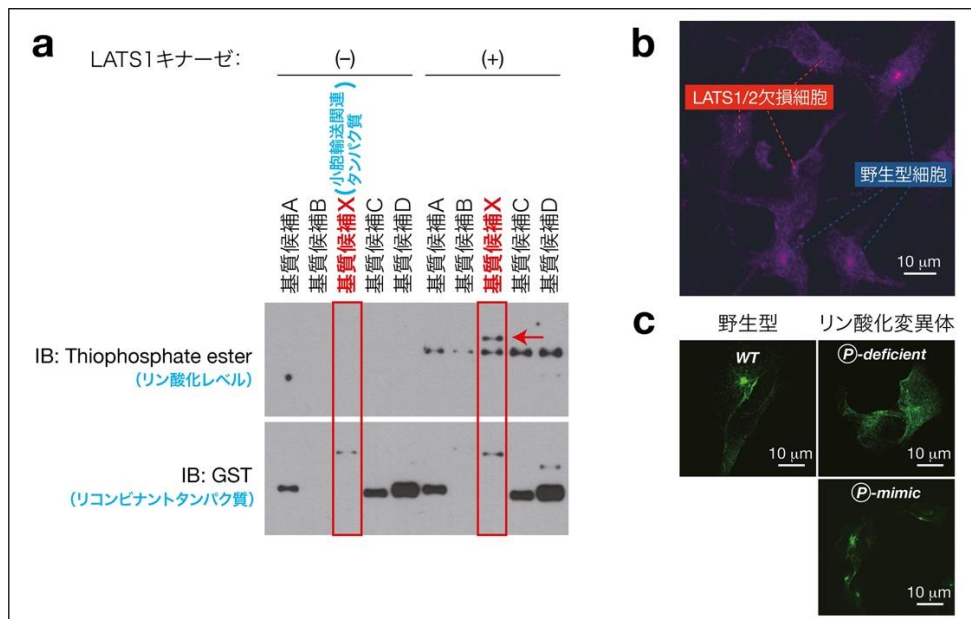 a
LATS1キナーゼ:
(−)
(+)
基質候補A
基質候補B
基質候補X
(小胞輸送関連
タンパク質)
基質候補C
基質候補D
基質候補A
基質候補B
基質候補X
基質候補C
基質候補D
IB: Thiophosphate ester
(リン酸化レベル)
IB: GST
(リコンビナントタンパク質)
b
LATS1/2欠損細胞
野生型細胞
10 μm
c
野生型
リン酸化変異体
WT
10 μm
Ⓟ-deficient
10 μm
Ⓟ-mimic
10 μm